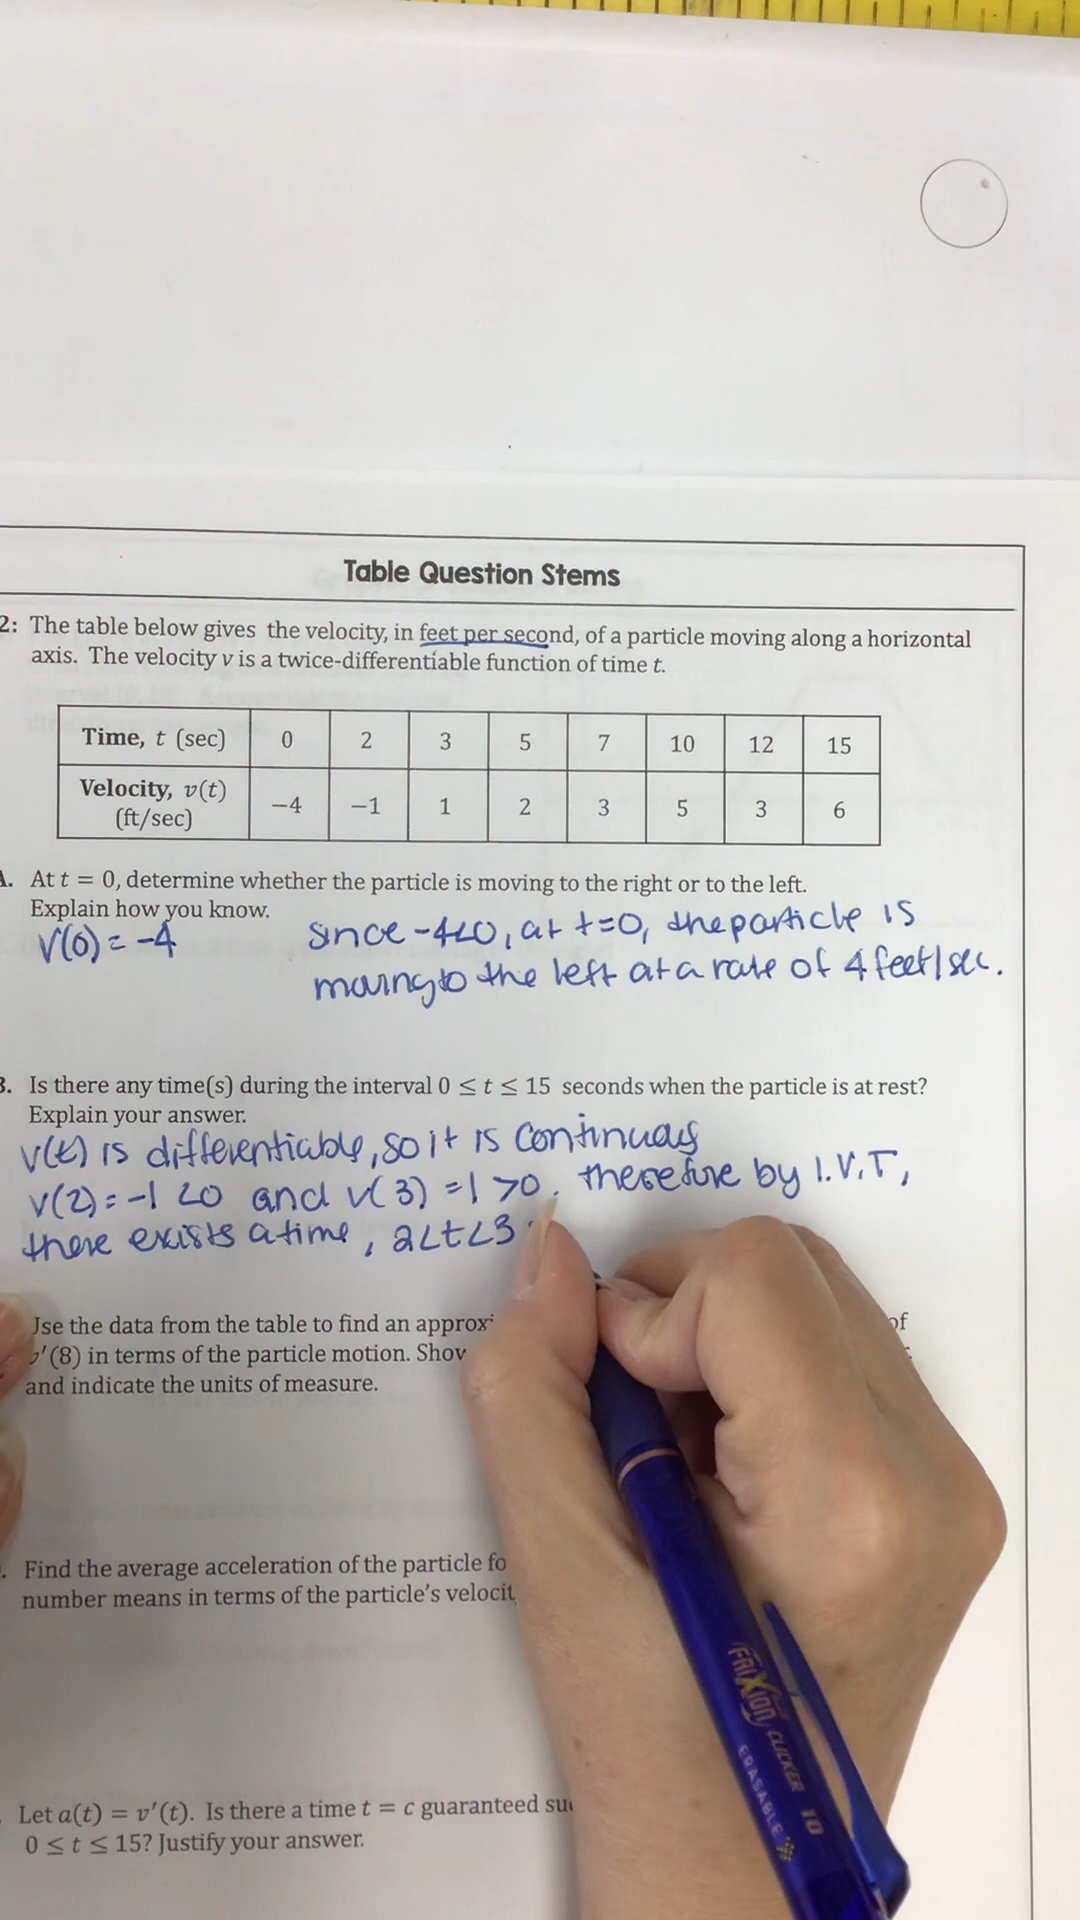 Table Question Stems
2: The table below gives the velocity, in feet per second, of a particle moving along a horizontal
axis. The velocity v is a twice-differentiable function of time t.
Time, t (sec) 0 2 3 5 7 10 12 15
Velocity, v(t) (ft/sec) −4 −1 1 2 3 5 3 6
A. At t = 0, determine whether the particle is moving to the right or to the left.
Explain how you know.
v(0) = -4
since -4<0, at t=0, the particle is
moving to the left at a rate of 4 feet/sec.
B. Is there any time(s) during the interval 0 ≤ t ≤ 15 seconds when the particle is at rest?
Explain your answer.
v(t) is differentiable, so it is continuous
v(2) = -1 <0 and v(3) = 1 >0. therefore by I.V.T,
there exists a time, 2<t<3
Use the data from the table to find an approxi of
v′(8) in terms of the particle motion. Show
and indicate the units of measure.
Find the average acceleration of the particle fo
number means in terms of the particle's velocit
Let a(t) = v′(t). Is there a time t = c guaranteed su
0 ≤ t ≤ 15? Justify your answer.
FRIXION CLICKER 10
ERASABLE